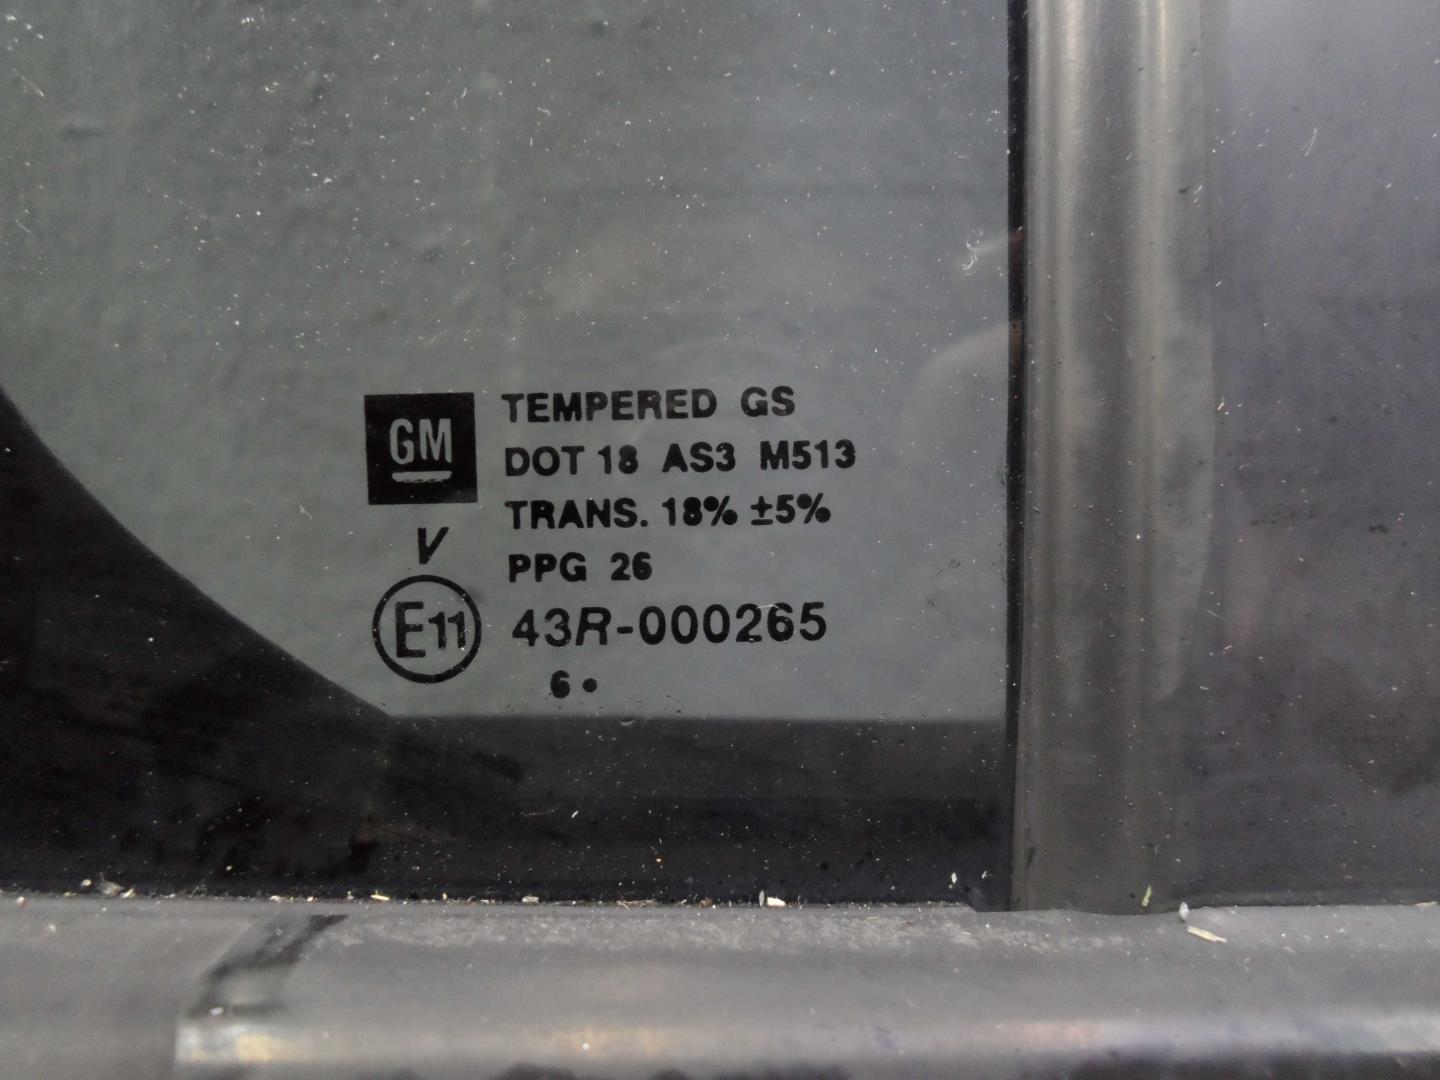 GM
TEMPERED GS
DOT 18 AS3 M513
TRANS. 18% ±5%
V
PPG 26
E11 43R-000265
6 •